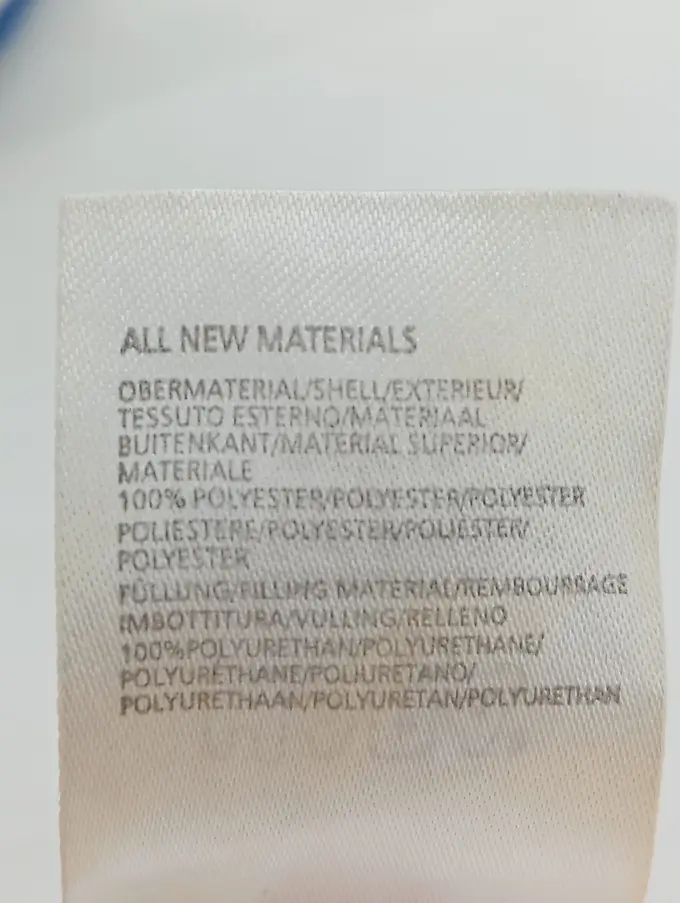 ALL NEW MATERIALS
OBERMATERIAL/SHELL/EXTERIEUR/
TESSUTO ESTERNO/MATERIAAL
BUITENKANT/MATERIAL SUPERIOR/
MATERIALE
100% POLYESTER/POLYESTER/POLYESTER
POLIESTERE/POLYESTER/POLIESTER/
POLYESTER
FÜLLUNG/FILLING MATERIAL/REMBOURRAGE
IMBOTTITURA/VULLING/RELLENO
100%POLYURETHAN/POLYURETHANE/
POLYURETHANE/POLIURETANO/
POLYURETHAAN/POLYURETAN/POLYURETHAN